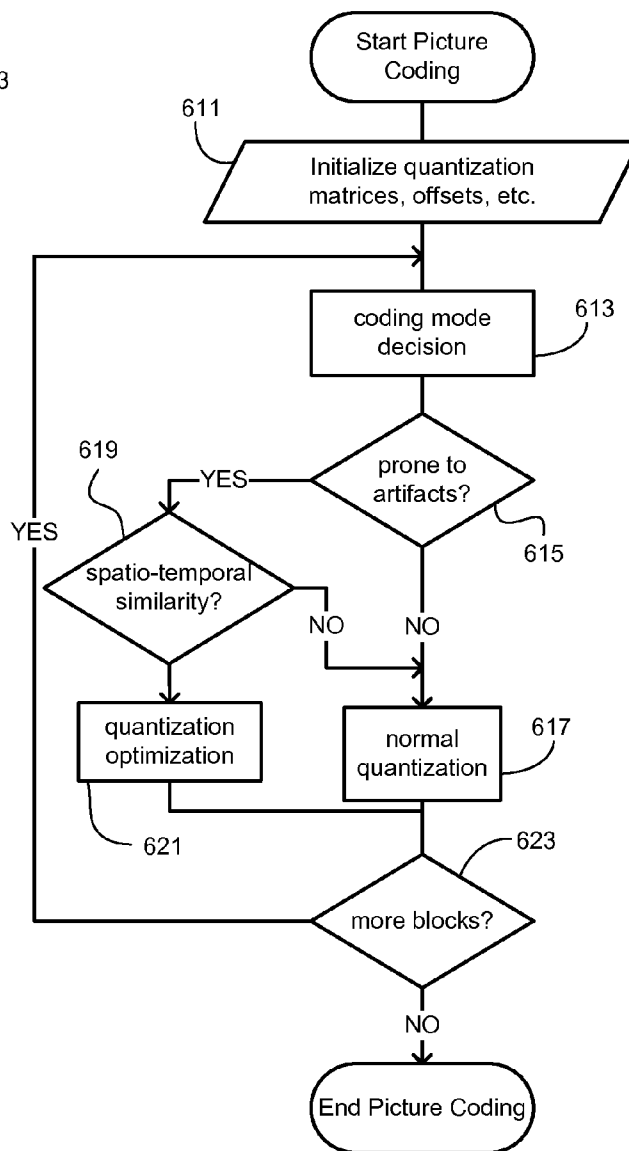 Start Picture
Coding
3
611
Initialize quantization
matrices, offsets, etc.
coding mode
decision
613
prone to
artifacts?
615
YES
619
YES
spatio-temporal
similarity?
NO
NO
quantization
optimization
621
normal
quantization
617
623
more blocks?
NO
End Picture Coding